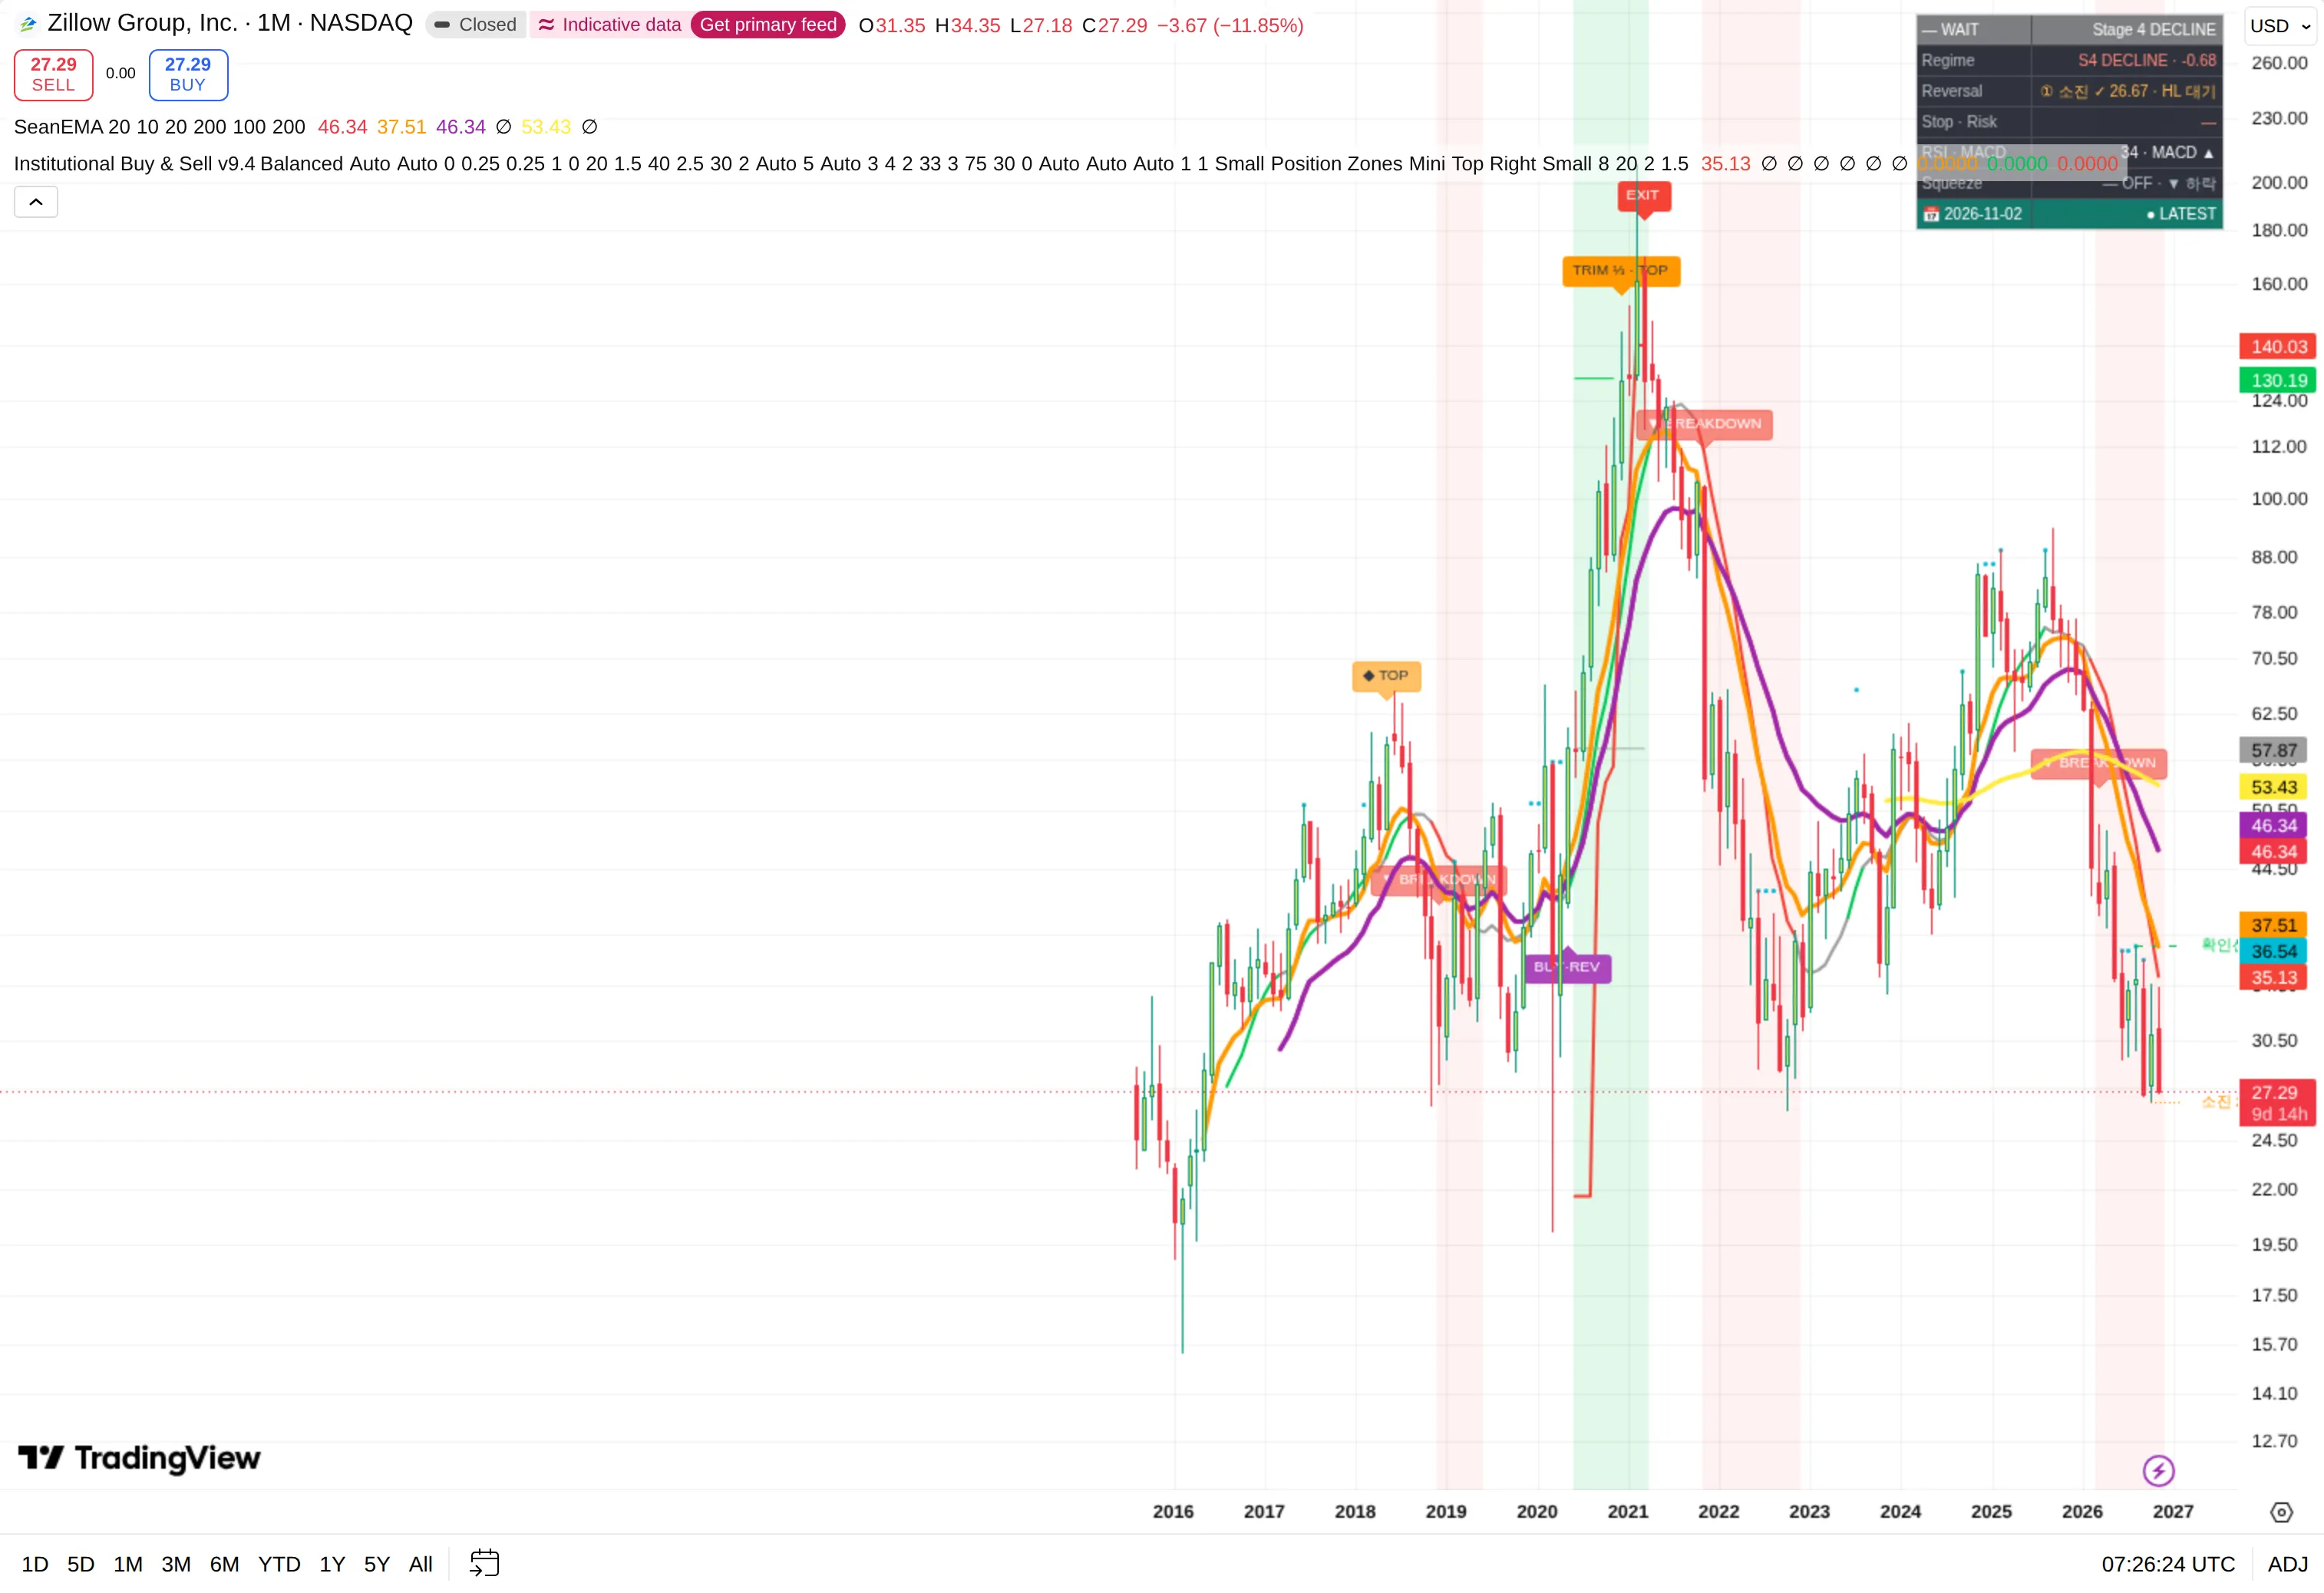 Zillow Group, Inc. · 1M · NASDAQ Closed Indicative data Get primary feed O31.35 H34.35 L27.18 C27.29 −3.67 (−11.85%)
27.29 SELL 0.00 27.29 BUY
SeanEMA 20 10 20 200 100 200 46.34 37.51 46.34 ∅ 53.43 ∅
Institutional Buy & Sell v9.4 Balanced Auto Auto 0 0.25 0.25 1 0 20 1.5 40 2.5 30 2 Auto 5 Auto 3 4 2 33 3 75 30 0 Auto Auto Auto 1 1 Small Position Zones Mini Top Right Small 8 20 2 1.5 35.13 ∅ ∅ ∅ ∅ ∅ ∅ 0.0000 0.0000 0.0000
— WAIT Stage 4 DECLINE
Regime S4 DECLINE · -0.68
Reversal ① 소진 ✓ 26.67 · HL 대기
Stop · Risk —
RSI · MACD 34 · MACD ▲
Squeeze — OFF · ▼ 하락
📅 2026-11-02 ● LATEST
USD
260.00
230.00
200.00
180.00
160.00
140.03
130.19
124.00
112.00
100.00
88.00
78.00
70.50
62.50
57.87
53.43
50.50
46.34
46.34
44.50
37.51
36.54
35.13
30.50
27.29
9d 14h
24.50
22.00
19.50
17.50
15.70
14.10
12.70
EXIT
TRIM ⅓ · TOP
▼ BREAKDOWN
◆ TOP
▼ BREAKDOWN
BUY-REV
BREAKDOWN
소진
TradingView
2016 2017 2018 2019 2020 2021 2022 2023 2024 2025 2026 2027
1D 5D 1M 3M 6M YTD 1Y 5Y All
07:26:24 UTC ADJ